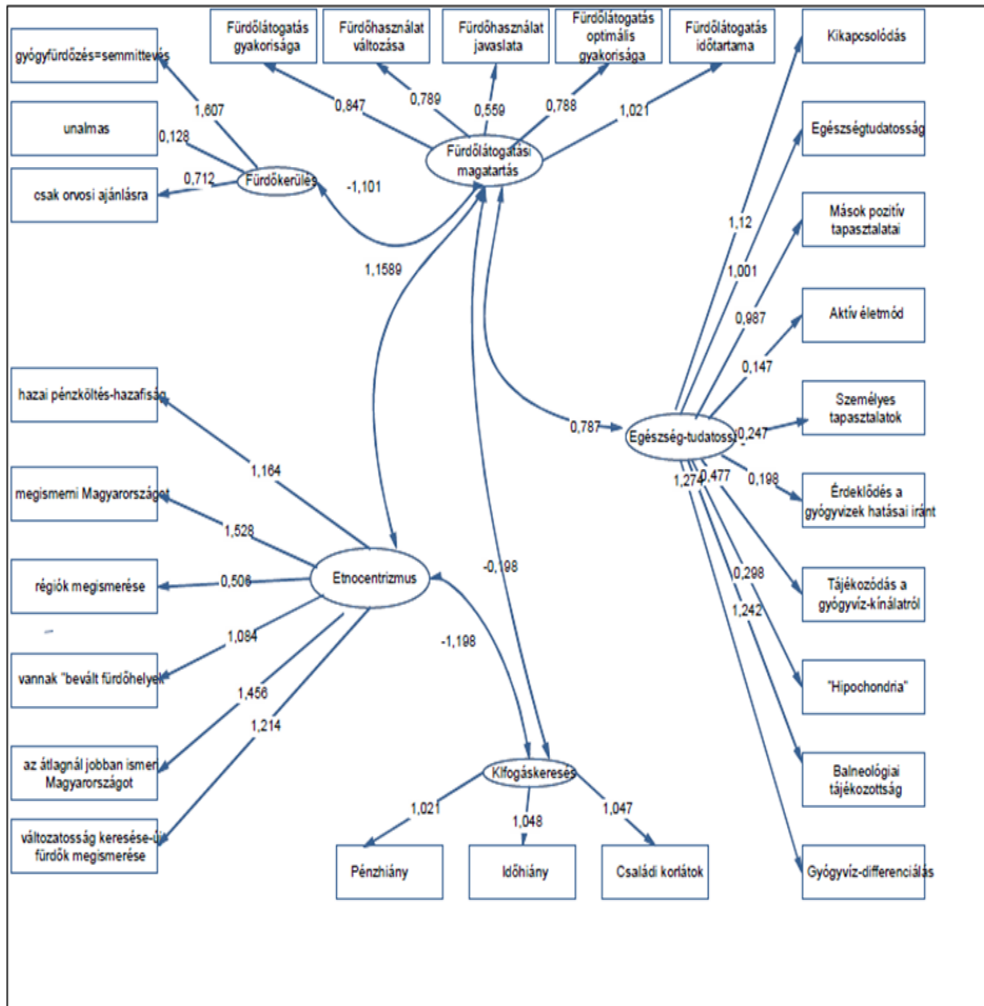 Fürdőlátogatás
gyakorisága
Fürdőhasználat
változása
Fürdőhasználat
javaslata
Fürdőlátogatás
optimális
gyakorisága
Fürdőlátogatás
időtartama
Kikapcsolódás
gyógyfürdőzés=semmittevés
0,847
0,789
0,559
0,788
1,021
1,607
unalmas
0,128
Egészségtudatosság
Fürdőlátogatási
magatartás
csak orvosi ajánlásra
0,712
Fürdőkerülés
-1,101
1,12
Mások pozitív
tapasztalatai
1,1589
1,001
0,987
Aktív életmód
0,147
hazai pénzköltés-hazafiság
Személyes
tapasztalatok
0,787
Egészség-tudatoss
0,247
1,164
1,274
0,477
0,198
megismerni Magyarországot
Érdeklődés a
gyógyvizek hatásai iránt
1,528
Etnocentrizmus
-0,198
0,298
régiók megismerése
0,506
Tájékozódás a
gyógyvíz-kínálatról
1,242
1,084
-1,198
vannak "bevált fürdőhelyek
"Hipochondria"
1,456
1,214
az átlagnál jobban ismeri
Magyarországot
KIfogáskeresés
Balneológiai
tájékozottság
1,021
1,048
1,047
változatosság keresése-új
fürdők megismerése
Pénzhiány
Időhiány
Családi korlátok
Gyógyvíz-differenciálás